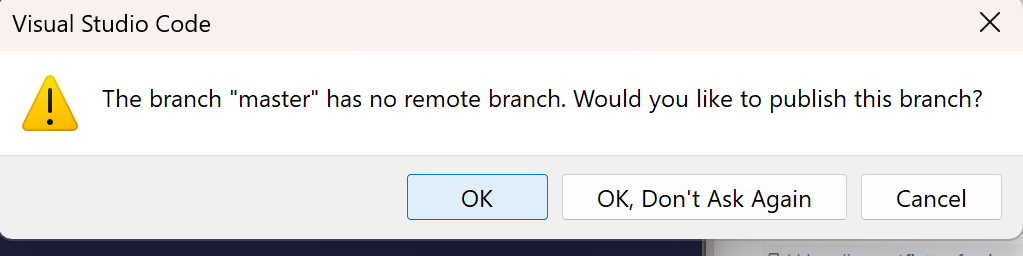 Visual Studio Code
The branch "master" has no remote branch. Would you like to publish this branch?
OK
OK, Don't Ask Again
Cancel